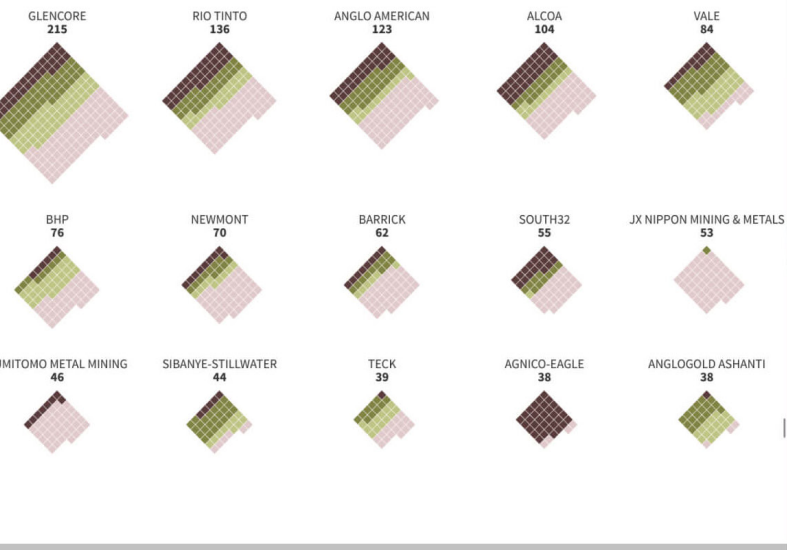 GLENCORE
215
RIO TINTO
136
ANGLO AMERICAN
123
ALCOA
104
VALE
84
BHP
76
NEWMONT
70
BARRICK
62
SOUTH32
55
JX NIPPON MINING & METALS
53
UMITOMO METAL MINING
46
SIBANYE-STILLWATER
44
TECK
39
AGNICO-EAGLE
38
ANGLOGOLD ASHANTI
38